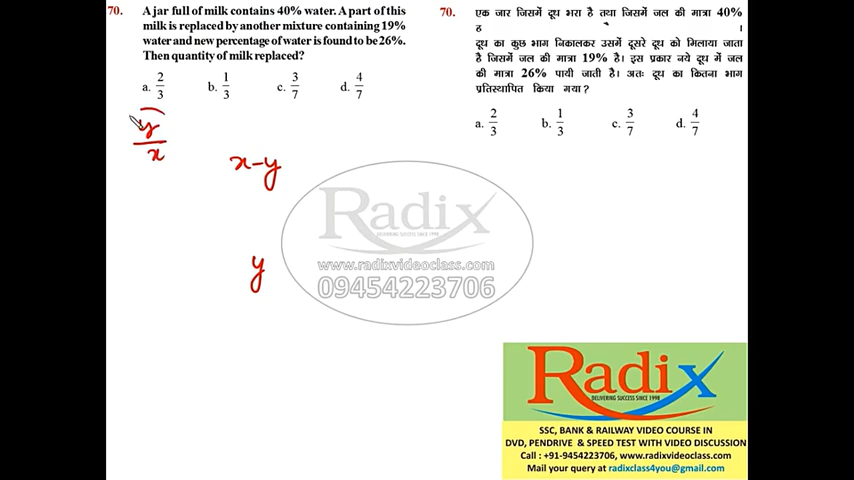 70. A jar full of milk contains 40% water. A part of this
milk is replaced by another mixture containing 19%
water and new percentage of water is found to be 26%.
Then quantity of milk replaced?
a. 2/3 b. 1/3 c. 3/7 d. 4/7
y/x
x-y
y
70. एक जार जिसमें दूध भरा है तथा जिसमें जल की मात्रा 40%
ह ।
दूध का कुछ भाग निकालकर उसमें दूसरे दूध को मिलाया जाता
है जिसमें जल की मात्रा 19% है। इस प्रकार नये दूध में जल
की मात्रा 26% पायी जाती है। अतः दूध का कितना भाग
प्रतिस्थापित किया गया?
a. 2/3 b. 1/3 c. 3/7 d. 4/7
Radix
DELIVERING SUCCESS SINCE 1998
www.radixvideoclass.com
09454223706
Radix
DELIVERING SUCCESS SINCE 1998
SSC, BANK & RAILWAY VIDEO COURSE IN
DVD, PENDRIVE & SPEED TEST WITH VIDEO DISCUSSION
Call : +91-9454223706, www.radixvideoclass.com
Mail your query at radixclass4you@gmail.com